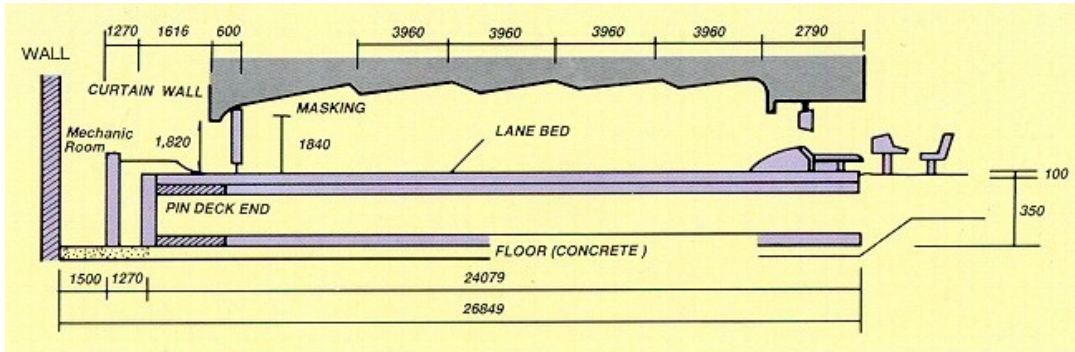 1270 1616 600 3960 3960 3960 3960 2790
WALL
CURTAIN WALL
MASKING
Mechanic
Room
1,820
1840
LANE BED
100
PIN DECK END
350
FLOOR (CONCRETE )
1500 1270 24079
26849